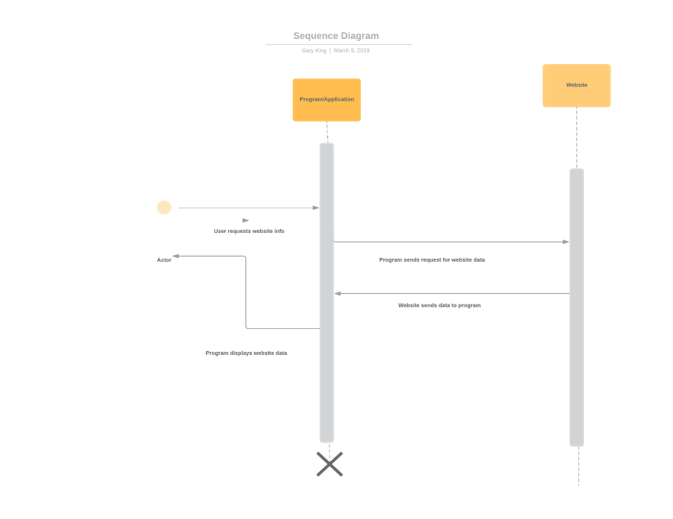 Sequence Diagram
Gary King | March 5, 2019
Website
Program/Application
User requests website info
Actor
Program sends request for website data
Website sends data to program
Program displays website data